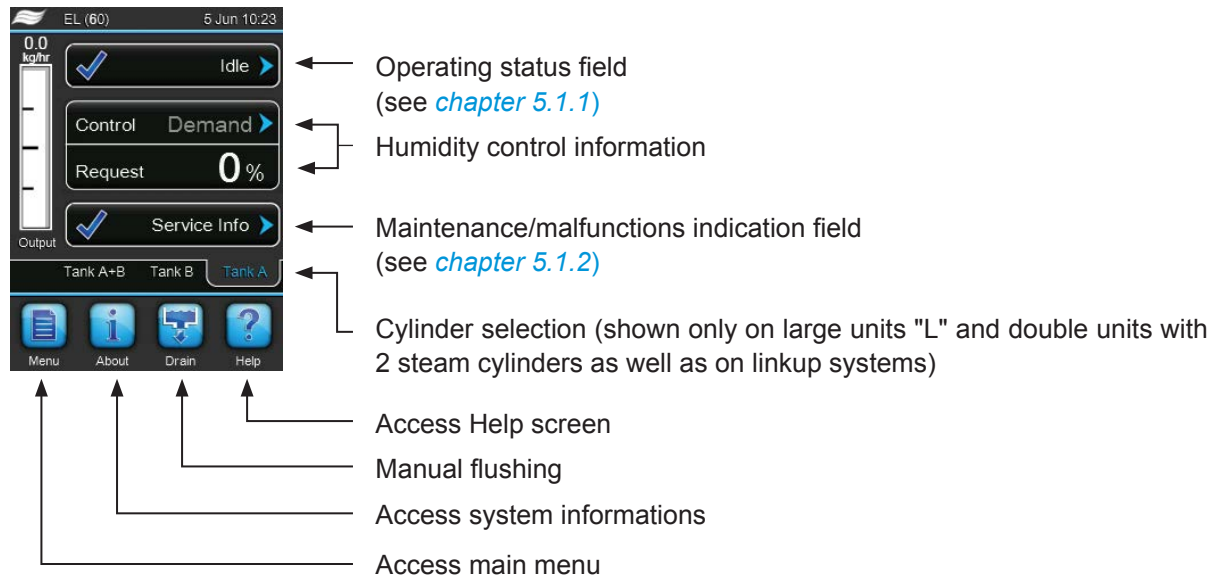 EL (60) 5 Jun 10:23
0.0
kg/hr
Idle
Control Demand
Request 0 %
Service Info
Output
Tank A+B Tank B Tank A
Menu About Drain Help
Operating status field
(see chapter 5.1.1)
Humidity control information
Maintenance/malfunctions indication field
(see chapter 5.1.2)
Cylinder selection (shown only on large units "L" and double units with
2 steam cylinders as well as on linkup systems)
Access Help screen
Manual flushing
Access system informations
Access main menu